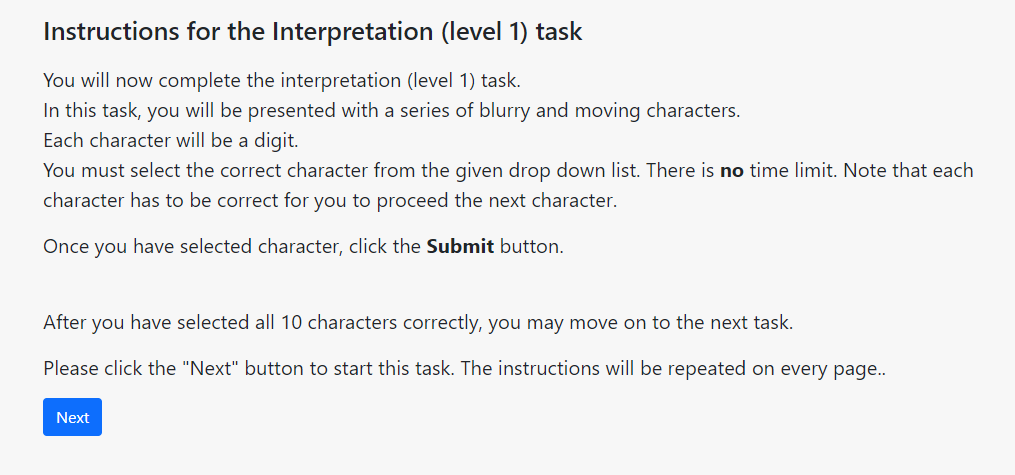 Instructions for the Interpretation (level 1) task
You will now complete the interpretation (level 1) task.
In this task, you will be presented with a series of blurry and moving characters.
Each character will be a digit.
You must select the correct character from the given drop down list. There is no time limit. Note that each
character has to be correct for you to proceed the next character.
Once you have selected character, click the Submit button.
After you have selected all 10 characters correctly, you may move on to the next task.
Please click the "Next" button to start this task. The instructions will be repeated on every page..
Next